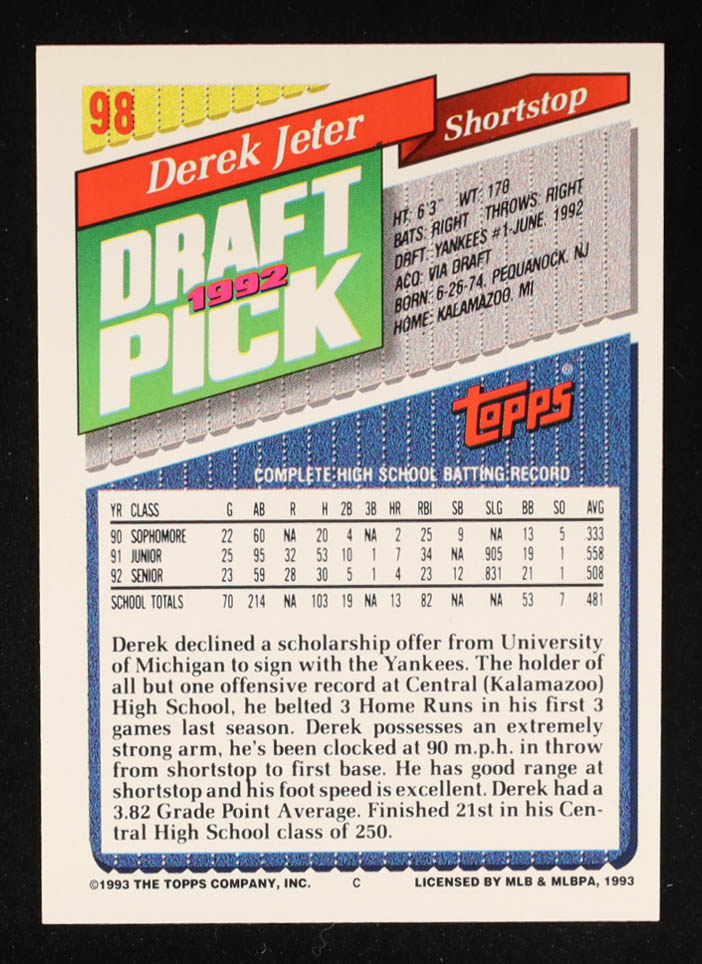 98
Derek Jeter
Shortstop
DRAFT
1992
PICK
HT: 6'3" WT: 178
BATS: RIGHT THROWS: RIGHT
DRFT: YANKEES #1-JUNE, 1992
ACQ: VIA DRAFT
BORN: 6-26-74, PEQUANOCK, NJ
HOME: KALAMAZOO, MI
TOPPS®
COMPLETE HIGH SCHOOL BATTING RECORD
YR CLASS G AB R H 2B 3B HR RBI SB SLG BB SO AVG
90 SOPHOMORE 22 60 NA 20 4 NA 2 25 9 NA 13 5 .333
91 JUNIOR 25 95 32 53 10 1 7 34 NA .905 19 1 .558
92 SENIOR 23 59 28 30 5 1 4 23 12 .831 21 1 .508
SCHOOL TOTALS 70 214 NA 103 19 NA 13 82 NA NA 53 7 .481
Derek declined a scholarship offer from University
of Michigan to sign with the Yankees. The holder of
all but one offensive record at Central (Kalamazoo)
High School, he belted 3 Home Runs in his first 3
games last season. Derek possesses an extremely
strong arm, he's been clocked at 90 m.p.h. in throw
from shortstop to first base. He has good range at
shortstop and his foot speed is excellent. Derek had a
3.82 Grade Point Average. Finished 21st in his Cen-
tral High School class of 250.
©1993 THE TOPPS COMPANY, INC. C LICENSED BY MLB & MLBPA, 1993